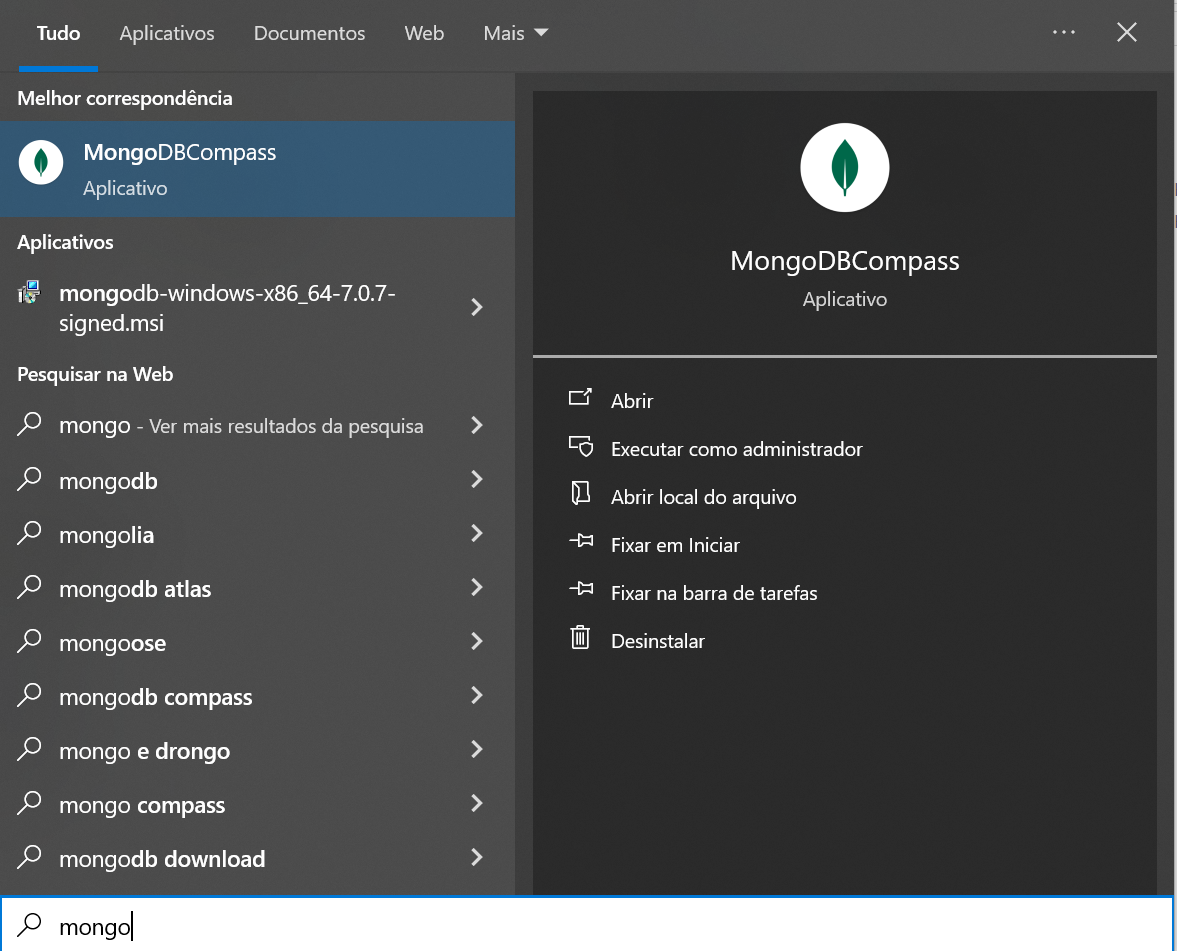 Tudo Aplicativos Documentos Web Mais
Melhor correspondência
MongoDBCompass
Aplicativo
Aplicativos
mongodb-windows-x86_64-7.0.7-
signed.msi
Pesquisar na Web
mongo - Ver mais resultados da pesquisa
mongodb
mongolia
mongodb atlas
mongoose
mongodb compass
mongo e drongo
mongo compass
mongodb download
MongoDBCompass
Aplicativo
Abrir
Executar como administrador
Abrir local do arquivo
Fixar em Iniciar
Fixar na barra de tarefas
Desinstalar
mongo